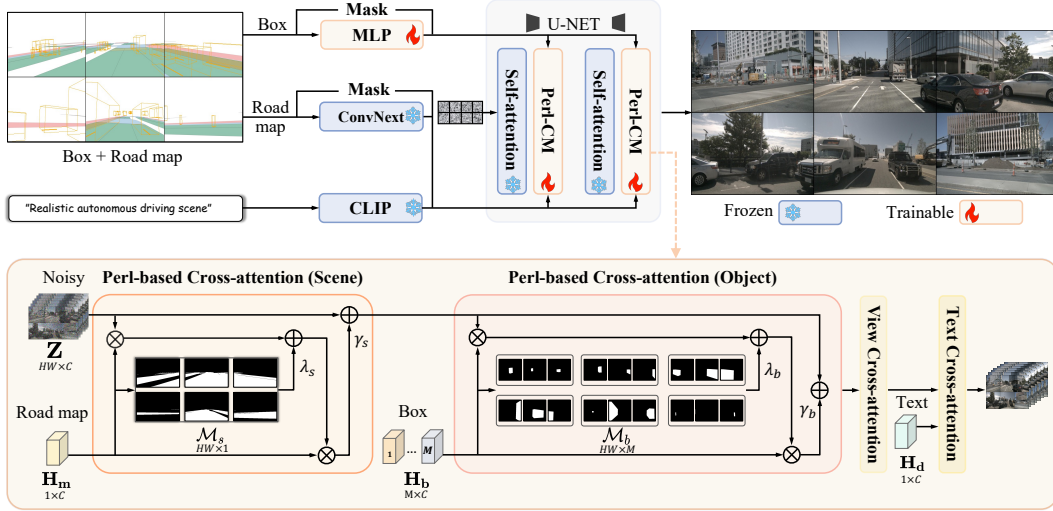 Box
Mask
MLP
U-NET
Road
map
Mask
ConvNext
Self-attention
Perl-CM
Self-attention
Perl-CM
Box + Road map
"Realistic autonomous driving scene"
CLIP
Frozen
Trainable
Noisy
Perl-based Cross-attention (Scene)
Perl-based Cross-attention (Object)
Z
HW×C
γs
λs
λb
γb
Road map
Ms
HW×1
Hm
1×C
Box
1
...
M
Hb
M×C
Mb
HW×M
View Cross-attention
Text
Hd
1×C
Text Cross-attention